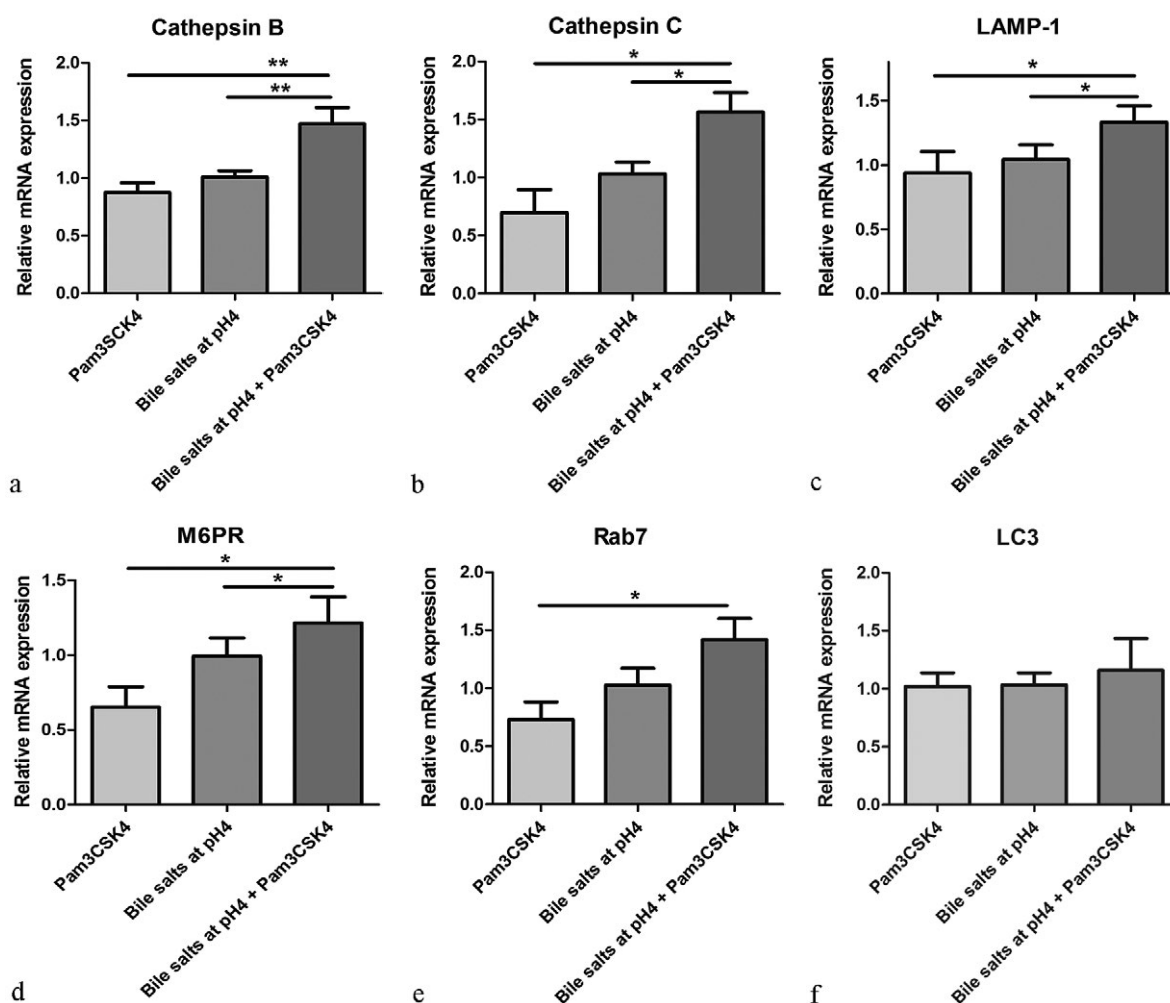 Cathepsin B
Relative mRNA expression
2.0
1.5
1.0
0.5
0.0
**
**
Pam3SCK4
Bile salts at pH4
Bile salts at pH4 + Pam3CSK4
a
Cathepsin C
Relative mRNA expression
2.0
1.5
1.0
0.5
0.0
*
*
Pam3CSK4
Bile salts at pH4
Bile salts at pH4 + Pam3CSK4
b
LAMP-1
Relative mRNA expression
1.5
1.0
0.5
0.0
*
*
Pam3CSK4
Bile salts at pH4
Bile salts at pH4 + Pam3CSK4
c
M6PR
Relative mRNA expression
1.5
1.0
0.5
0.0
*
*
Pam3CSK4
Bile salts at pH4
Bile salts at pH4 + Pam3CSK4
d
Rab7
Relative mRNA expression
2.0
1.5
1.0
0.5
0.0
*
Pam3CSK4
Bile salts at pH4
Bile salts at pH4 + Pam3CSK4
e
LC3
Relative mRNA expression
2.0
1.5
1.0
0.5
0.0
Pam3CSK4
Bile salts at pH4
Bile salts at pH4 + Pam3CSK4
f